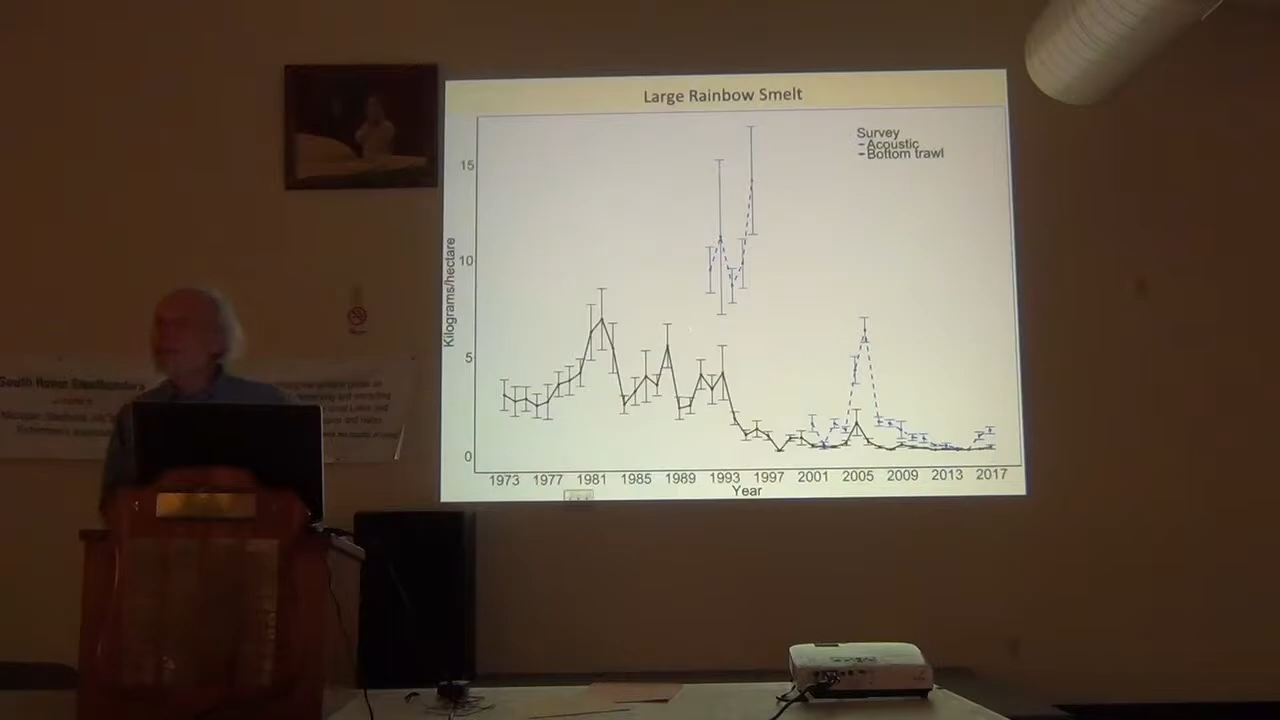 Large Rainbow Smelt
Survey
Acoustic
Bottom trawl
15
10
5
0
Kilograms/hectare
1973 1977 1981 1985 1989 1993 1997 2001 2005 2009 2013 2017
Year
South Haven Steelheaders